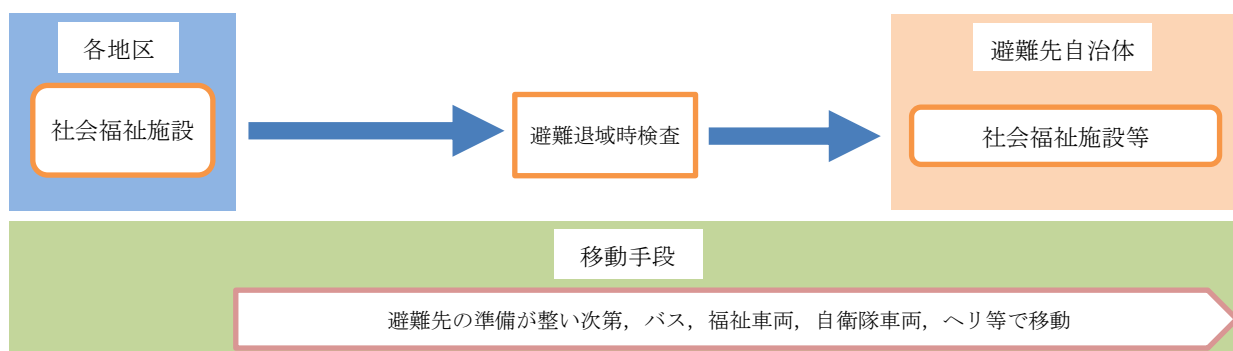 各地区
避難先自治体
社会福祉施設
避難退域時検査
社会福祉施設等
移動手段
避難先の準備が整い次第，バス，福祉車両，自衛隊車両，ヘリ等で移動